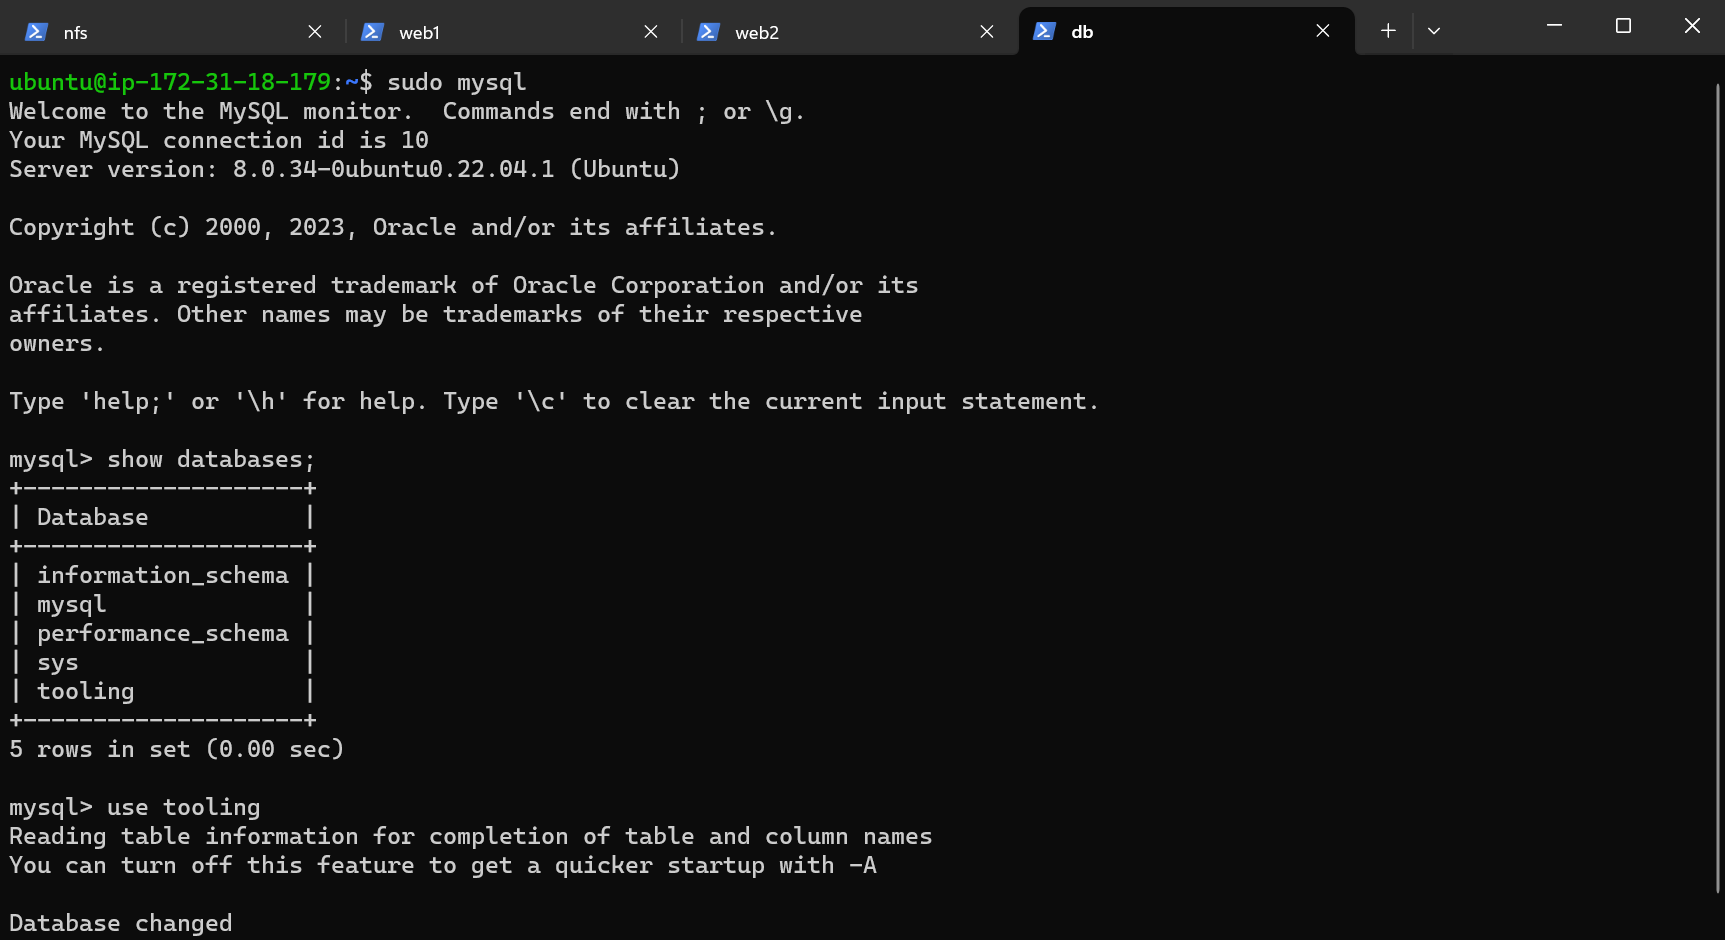 nfs
web1
web2
db
ubuntu@ip-172-31-18-179:~$ sudo mysql
Welcome to the MySQL monitor.  Commands end with ; or \g.
Your MySQL connection id is 10
Server version: 8.0.34-0ubuntu0.22.04.1 (Ubuntu)
Copyright (c) 2000, 2023, Oracle and/or its affiliates.
Oracle is a registered trademark of Oracle Corporation and/or its
affiliates. Other names may be trademarks of their respective
owners.
Type 'help;' or '\h' for help. Type '\c' to clear the current input statement.
mysql> show databases;
+--------------------+
| Database           |
+--------------------+
| information_schema |
| mysql              |
| performance_schema |
| sys                |
| tooling            |
+--------------------+
5 rows in set (0.00 sec)
mysql> use tooling
Reading table information for completion of table and column names
You can turn off this feature to get a quicker startup with -A
Database changed